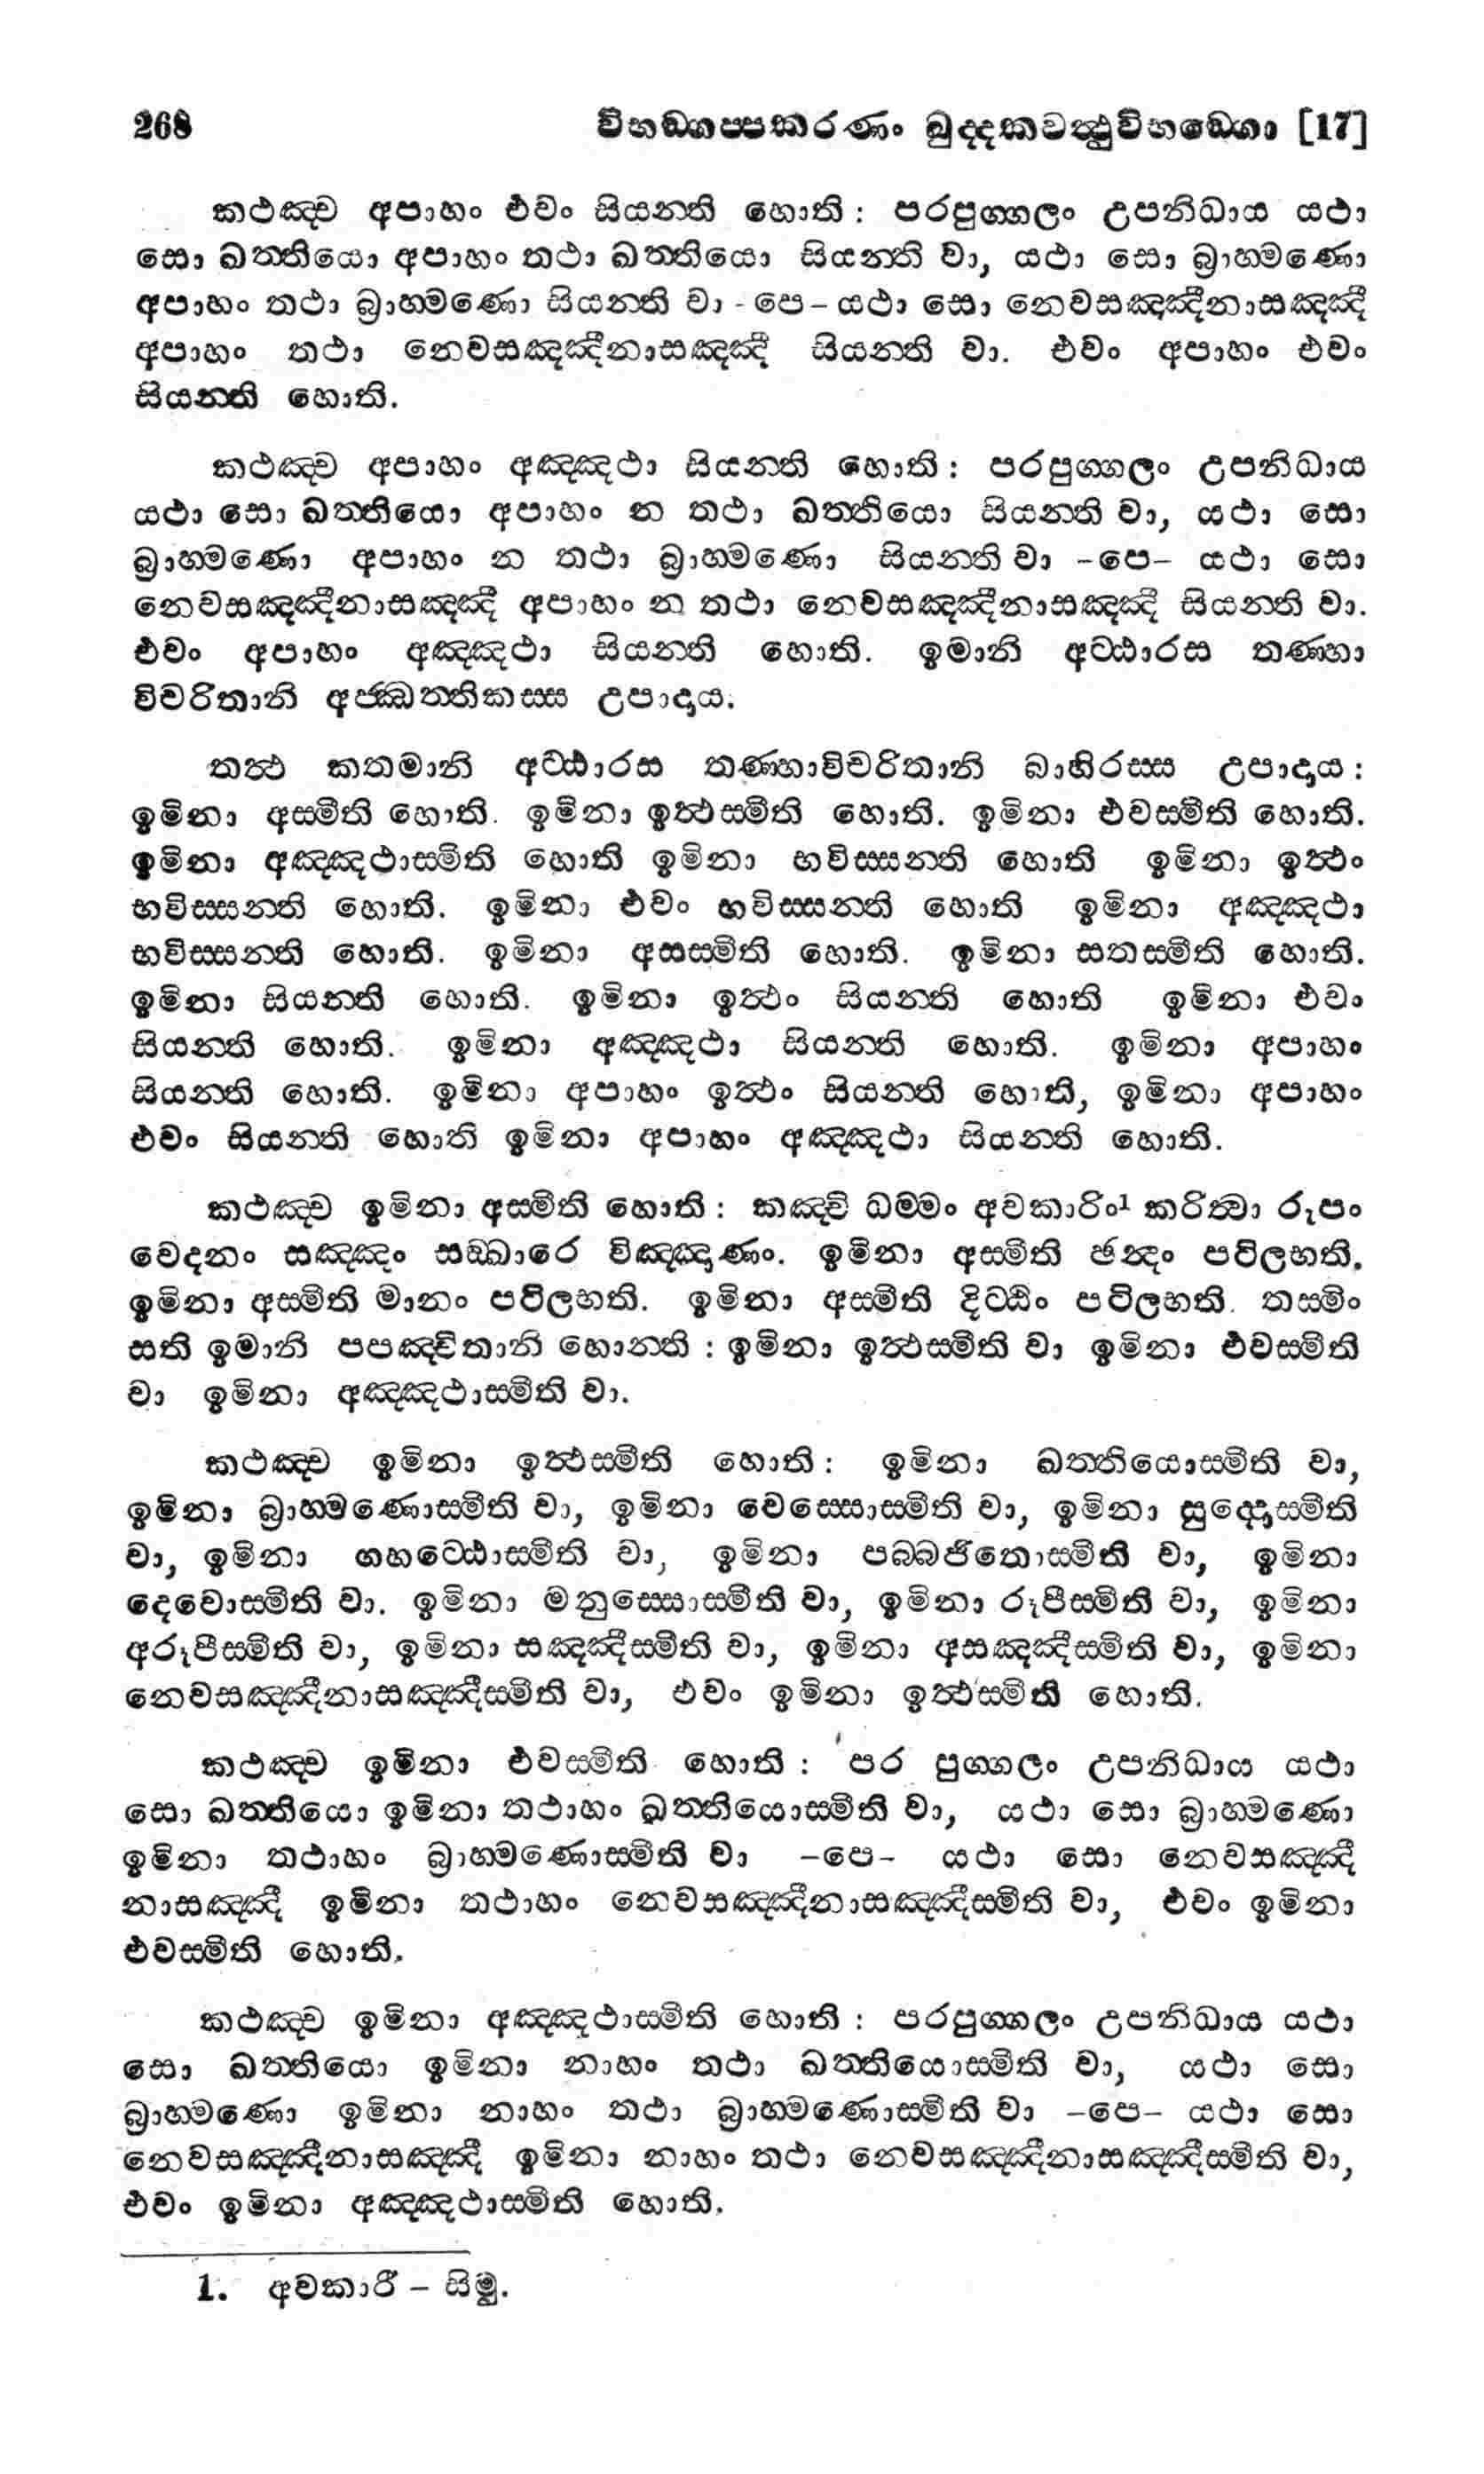 268 විභඞ්ගප්පකරණං ඛුද්දකවත්ථුවිභඞ්ගො [17]
කථඤ්ච අපාහං එවං සියන්ති හොති : පරපුග්ගලං උපනිධාය යථා
සො ඛත්තියො අපාහං තථා ඛත්තියො සියන්ති වා, යථා සො බ්‍රාහ්මණො
අපාහං තථා බ්‍රාහ්මණො සියන්ති වා - පෙ – යථා සො නෙවසඤ්ඤීනාසඤ්ඤී
අපාහං තථා නෙවසඤ්ඤීනාසඤ්ඤී සියන්ති වා. එවං අපාහං එවං
සියන්ති හොති.
කථඤ්ච අපාහං අඤ්ඤථා සියන්ති හොති : පරපුග්ගලං උපනිධාය
යථා සො ඛත්තියො අපාහං න තථා ඛත්තියො සියන්ති වා, යථා සො
බ්‍රාහ්මණො අපාහං න තථා බ්‍රාහ්මණො සියන්ති වා –පෙ– යථා සො
නෙවසඤ්ඤීනාසඤ්ඤී අපාහං න තථා නෙවසඤ්ඤීනාසඤ්ඤී සියන්ති වා.
එවං අපාහං අඤ්ඤථා සියන්ති හොති. ඉමානි අට්ඨාරස තණ්හා
විචරිතානි අජ්ඣත්තිකස්ස උපාදාය.
තත්ථ කතමානි අට්ඨාරස තණ්හාවිචරිතානි බාහිරස්ස උපාදාය :
ඉමිනා අස්මීති හොති. ඉමිනා ඉත්ථස්මීති හොති. ඉමිනා එවස්මීති හොති.
ඉමිනා අඤ්ඤථාස්මිති හොති ඉමිනා භවිස්සන්ති හොති ඉමිනා ඉත්ථං
භවිස්සන්ති හොති. ඉමිනා එවං භවිස්සන්ති හොති ඉමිනා අඤ්ඤථා
භවිස්සන්ති හොති. ඉමිනා අසස්මිති හොති. ඉමිනා සතස්මීති හොති.
ඉමිනා සියන්ති හොති. ඉමිනා ඉත්ථං සියන්ති හොති ඉමිනා එවං
සියන්ති හොති. ඉමිනා අඤ්ඤථා සියන්ති හොති. ඉමිනා අපාහං
සියන්ති හොති. ඉමිනා අපාහං ඉත්ථං සියන්ති හොති, ඉමිනා අපාහං
එවං සියන්ති හොති ඉමිනා අපාහං අඤ්ඤථා සියන්ති හොති.
කථඤ්ච ඉමිනා අස්මීති හොති : කඤ්චි ධම්මං අවකාරිං¹ කරිත්වා රූපං
වෙදනං සඤ්ඤං සඞ්ඛාරෙ විඤ්ඤාණං. ඉමිනා අස්මීති ඡන්දං පටිලභති.
ඉමිනා අස්මීති මානං පටිලභති. ඉමිනා අස්මීති දිට්ඨිං පටිලභති. තස්මිං
සති ඉමානි පපඤ්චිතානි හොන්ති : ඉමිනා ඉත්ථස්මීති වා ඉමිනා එවස්මීති
වා ඉමිනා අඤ්ඤථාස්මීති වා.
කථඤ්ච ඉමිනා ඉත්ථස්මීති හොති : ඉමිනා ඛත්තියොස්මීති වා,
ඉමිනා බ්‍රාහ්මණොස්මීති වා, ඉමිනා වෙස්සොස්මීති වා, ඉමිනා සුද්දොස්මීති
වා, ඉමිනා ගහට්ඨොස්මීති වා, ඉමිනා පබ්බජිතොස්මීති වා, ඉමිනා
දෙවොස්මීති වා. ඉමිනා මනුස්සොස්මීති වා, ඉමිනා රූපීස්මිති වා, ඉමිනා
අරූපීස්මීති වා, ඉමිනා සඤ්ඤීස්මීති වා, ඉමිනා අසඤ්ඤීස්මීති වා, ඉමිනා
නෙවසඤ්ඤීනාසඤ්ඤීස්මිති වා, එවං ඉමිනා ඉත්ථස්මිති හොති.
කථඤ්ච ඉමිනා එවස්මිති හොති : පර පුග්ගලං උපනිධාය යථා
සො ඛත්තියො ඉමිනා තථාහං ඛත්තියොස්මීති වා, යථා සො බ්‍රාහ්මණො
ඉමිනා තථාහං බ්‍රාහ්මණොස්මීති වා –පෙ– යථා සො නෙවසඤ්ඤී
නාසඤ්ඤී ඉමිනා තථාහං නෙවසඤ්ඤීනාසඤ්ඤීස්මීති වා, එවං ඉමිනා
එවස්මීති හොති.
කථඤ්ච ඉමිනා අඤ්ඤථාස්මීති හොති : පරපුග්ගලං උපනිධාය යථා
සො ඛත්තියො ඉමිනා නාහං තථා ඛත්තියොස්මීති වා, යථා සො
බ්‍රාහ්මණො ඉමිනා නාහං තථා බ්‍රාහ්මණොස්මීති වා –පෙ– යථා සො
නෙවසඤ්ඤීනාසඤ්ඤී ඉමිනා නාහං තථා නෙවසඤ්ඤීනාසඤ්ඤීස්මීති වා,
එවං ඉමිනා අඤ්ඤථාස්මිති හොති.
1. අවකාරී – සිමු.